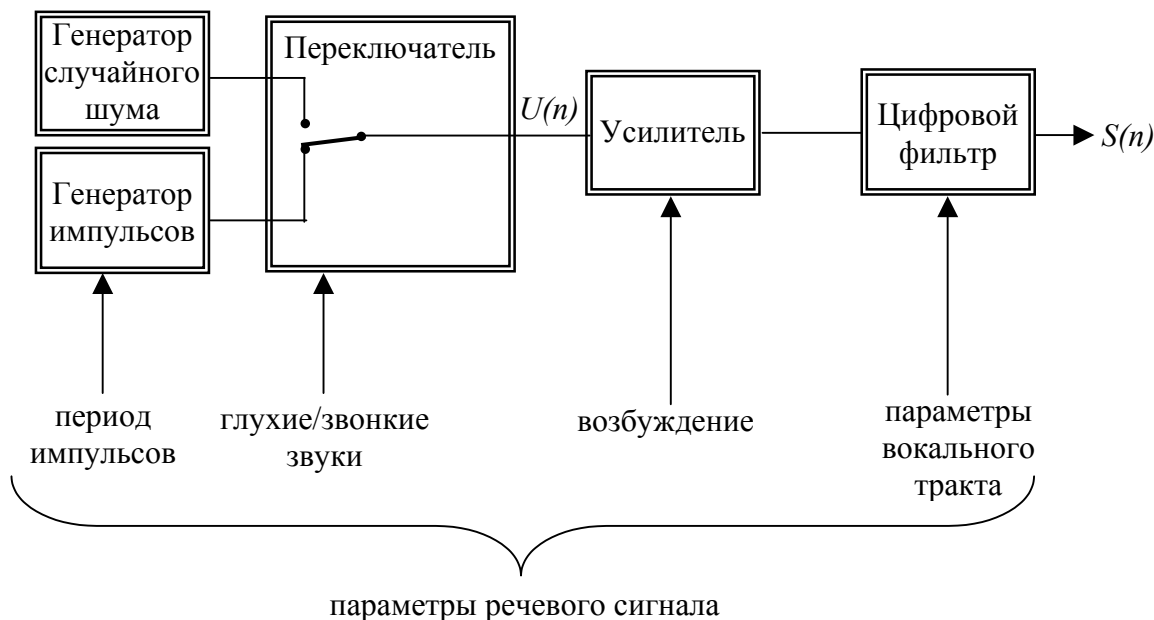 Генератор
случайного
шума
Переключатель
U(n)
Усилитель
Цифровой
фильтр
S(n)
Генератор
импульсов
период
импульсов
глухие/звонкие
звуки
возбуждение
параметры
вокального
тракта
параметры речевого сигнала